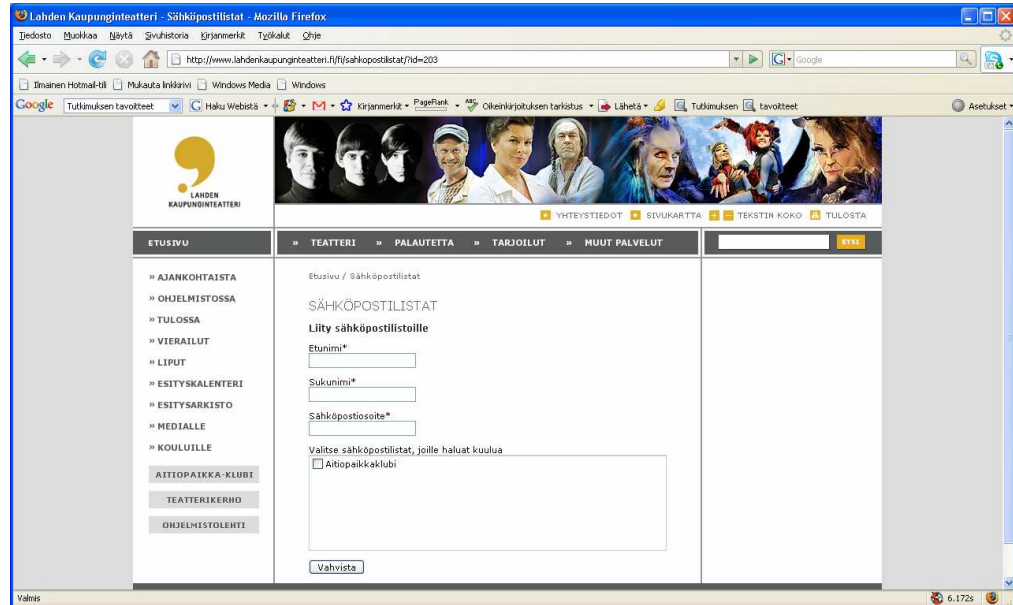 Lahden Kaupunginteatteri - Sähköpostilistat - Mozilla Firefox
Tiedosto Muokkaa Näytä Sivuhistoria Kirjanmerkit Työkalut Ohje
http://www.lahdenkaupunginteatteri.fi/fi/sahkopostilistat/?id=203
G Google
Ilmainen Hotmail-tili Mukauta linkkirivi Windows Media Windows
Google Tutkimuksen tavoitteet G Haku Webistä Kirjanmerkit PageRank ABC Oikeinkirjoituksen tarkistus Lähetä Tutkimuksen tavoitteet Asetukset
LAHDEN
KAUPUNGINTEATTERI
YHTEYSTIEDOT SIVUKARTTA + - TEKSTIN KOKO TULOSTA
ETUSIVU » TEATTERI » PALAUTETTA » TARJOILUT » MUUT PALVELUT ETSI
» AJANKOHTAISTA
» OHJELMISTOSSA
» TULOSSA
» VIERAILUT
» LIPUT
» ESITYSKALENTERI
» ESITYSARKISTO
» MEDIALLE
» KOULUILLE
AITIOPAIKKA-KLUBI
TEATTERIKERHO
OHJELMISTOLEHTI
Etusivu / Sähköpostilistat
SÄHKÖPOSTILISTAT
Liity sähköpostilistoille
Etunimi*
Sukunimi*
Sähköpostiosoite*
Valitse sähköpostilistat, joille haluat kuulua
Aitiopaikkaklubi
Vahvista
Valmis 6.172s